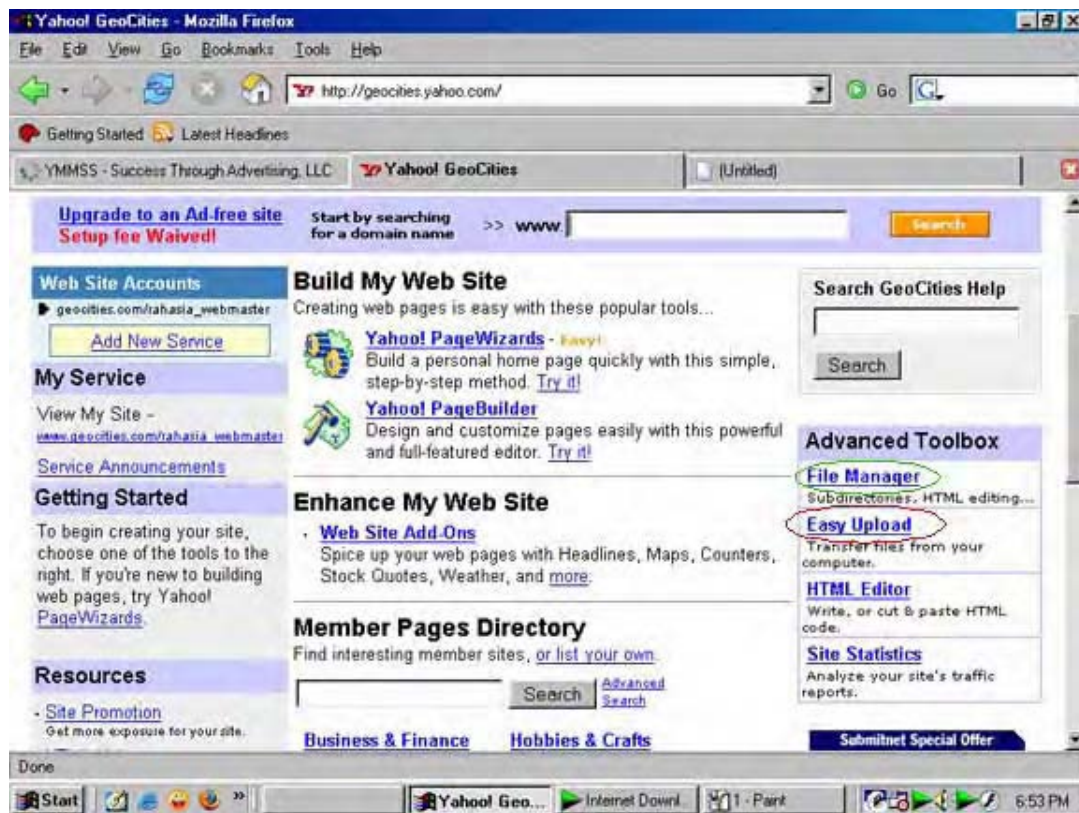 Yahoo! GeoCities - Mozilla Firefox
File Edit View Go Bookmarks Tools Help
http://geocities.yahoo.com/ Go
Getting Started Latest Headlines
YMMSS - Success Through Advertising, LLC Yahoo! GeoCities (Untitled)
Upgrade to an Ad-free site
Setup fee Waived!
Start by searching
for a domain name >> www. Search
Web Site Accounts
geocities.com/rahasia_webmaster
Add New Service
My Service
View My Site -
www.geocities.com/rahasia_webmaster
Service Announcements
Getting Started
To begin creating your site,
choose one of the tools to the
right. If you're new to building
web pages, try Yahoo!
PageWizards.
Resources
- Site Promotion
Get more exposure for your site.
Build My Web Site
Creating web pages is easy with these popular tools...
Yahoo! PageWizards - Easy!
Build a personal home page quickly with this simple,
step-by-step method. Try it!
Yahoo! PageBuilder
Design and customize pages easily with this powerful
and full-featured editor. Try it!
Enhance My Web Site
· Web Site Add-Ons
Spice up your web pages with Headlines, Maps, Counters,
Stock Quotes, Weather, and more.
Member Pages Directory
Find interesting member sites, or list your own.
Search Advanced
Search
Business & Finance Hobbies & Crafts
Search GeoCities Help
Search
Advanced Toolbox
File Manager
Subdirectories, HTML editing...
Easy Upload
Transfer files from your
computer.
HTML Editor
Write, or cut & paste HTML
code.
Site Statistics
Analyze your site's traffic
reports.
Submitnet Special Offer
Done
Start » Yahoo! Geo... Internet Downl... 1 - Paint 6:53 PM